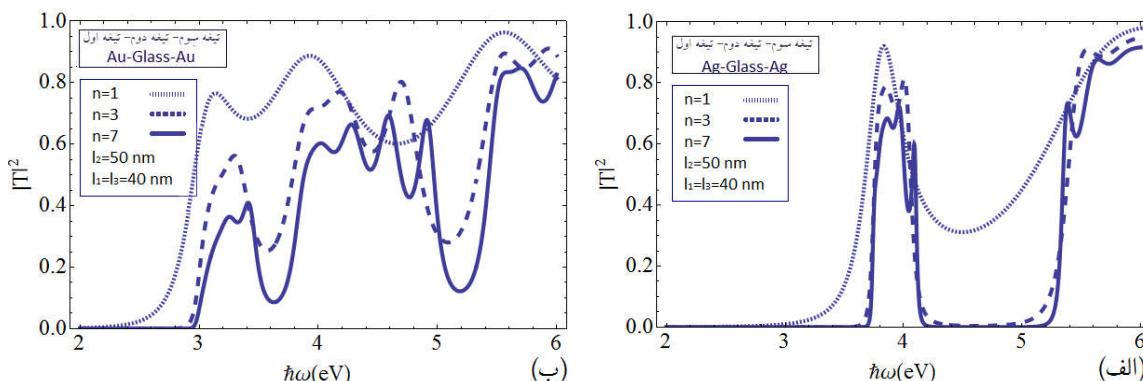 تیغه سوم- تیغه دوم- تیغه اول
Au-Glass-Au
n=1
n=3
n=7
l₂=50 nm
l₁=l₃=40 nm
|T|²
1.0
0.8
0.6
0.4
0.2
0.0
2 3 4 5 6
ħω(eV)
(ب)
تیغه سوم- تیغه دوم- تیغه اول
Ag-Glass-Ag
n=1
n=3
n=7
l₂=50 nm
l₁=l₃=40 nm
|T|²
1.0
0.8
0.6
0.4
0.2
0.0
2 3 4 5 6
ħω(eV)
(الف)